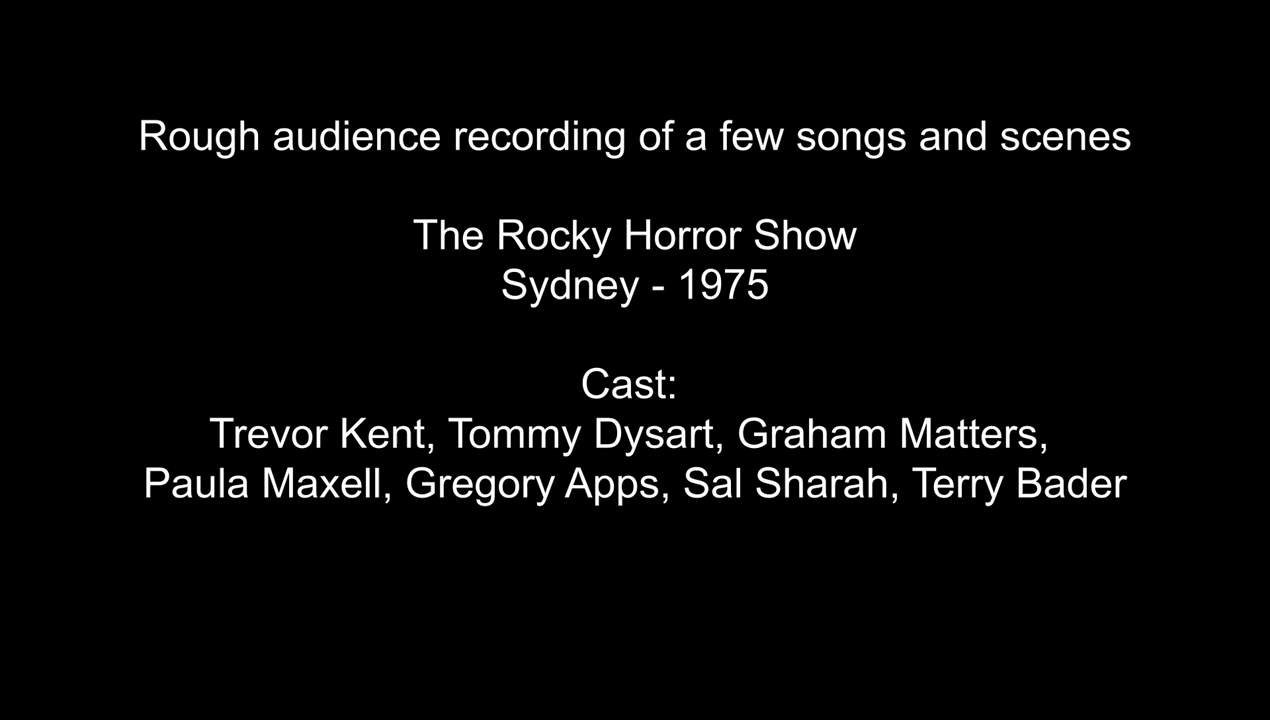 Rough audience recording of a few songs and scenes
The Rocky Horror Show
Sydney - 1975
Cast:
Trevor Kent, Tommy Dysart, Graham Matters,
Paula Maxell, Gregory Apps, Sal Sharah, Terry Bader